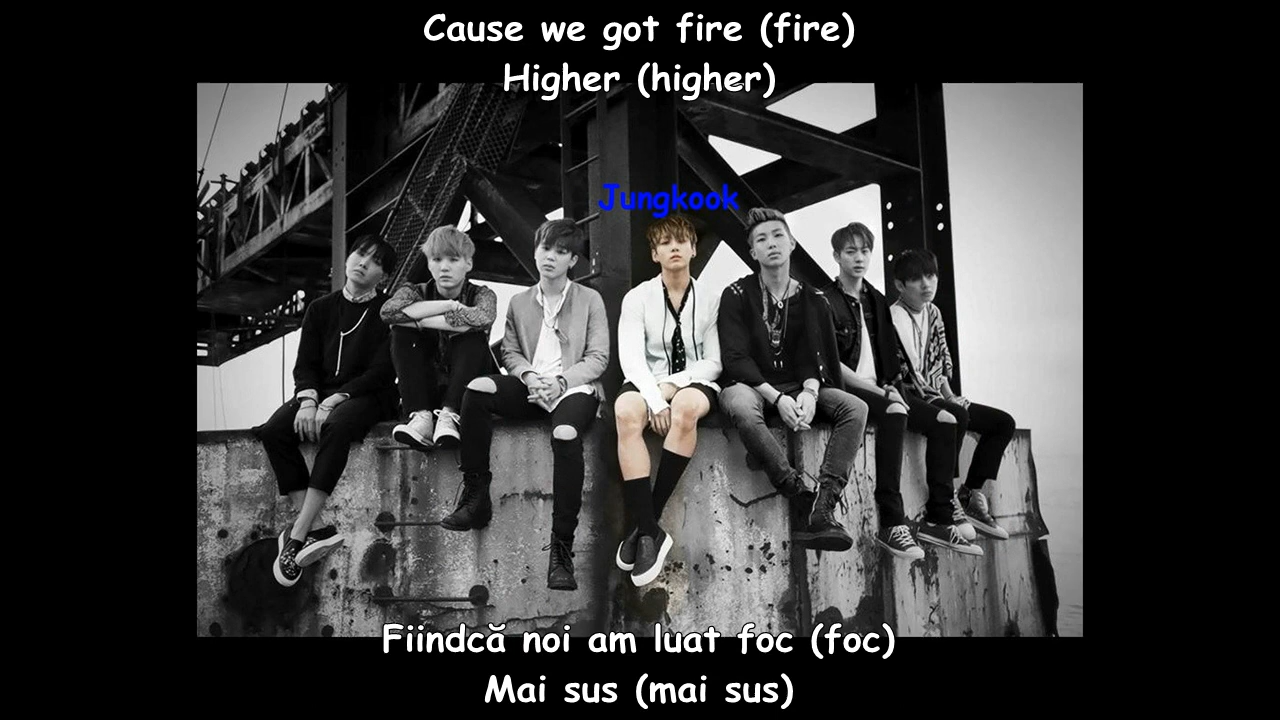 Cause we got fire (fire)
Higher (higher)
Jungkook
Fiindcă noi am luat foc (foc)
Mai sus (mai sus)